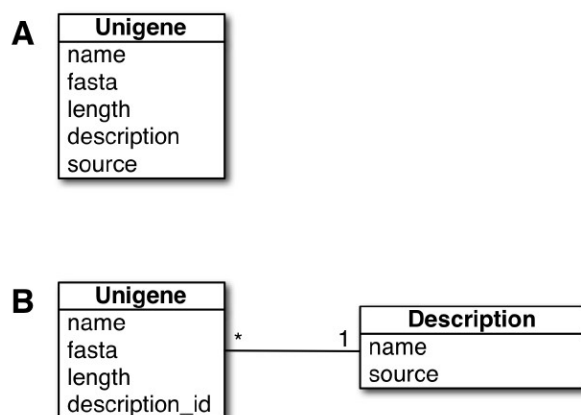 A
Unigene
name
fasta
length
description
source
B
Unigene
name
fasta
length
description_id
* 1
Description
name
source